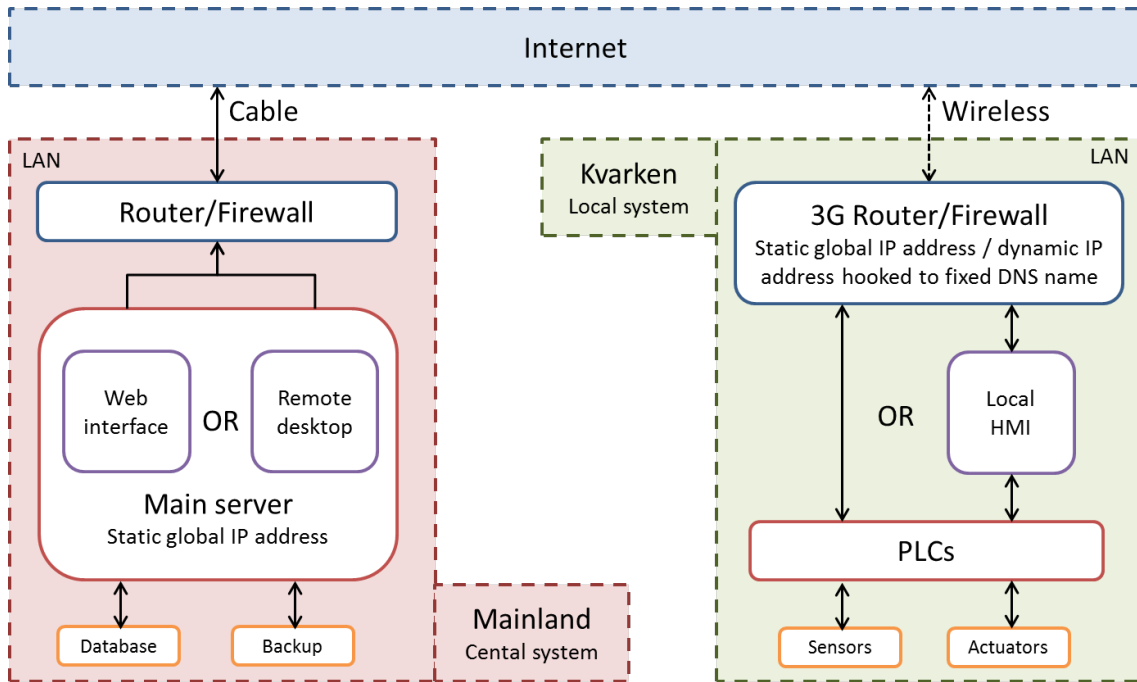 Internet
Cable
Wireless
LAN
Router/Firewall
Web
interface
OR
Remote
desktop
Main server
Static global IP address
Database
Backup
Mainland
Cental system
Kvarken
Local system
LAN
3G Router/Firewall
Static global IP address / dynamic IP
address hooked to fixed DNS name
OR
Local
HMI
PLCs
Sensors
Actuators